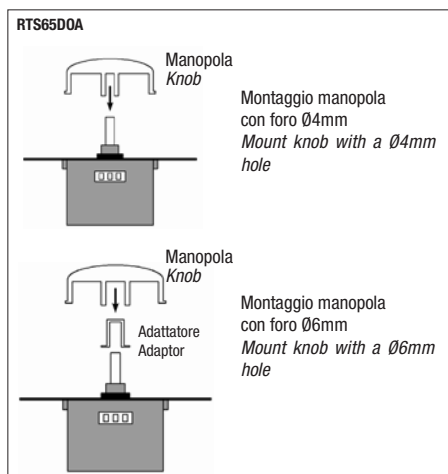 RTS65D0A
Manopola
Knob
Montaggio manopola
con foro Ø4mm
Mount knob with a Ø4mm
hole
Manopola
Knob
Adattatore
Adaptor
Montaggio manopola
con foro Ø6mm
Mount knob with a Ø6mm
hole